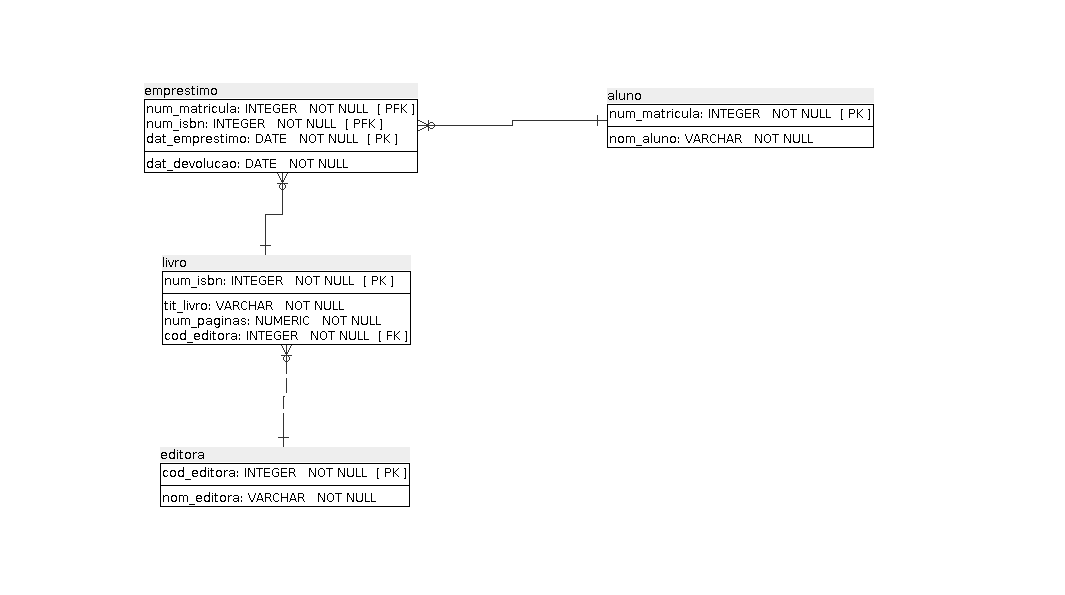 emprestimo
num_matricula: INTEGER NOT NULL [ PFK ]
num_isbn: INTEGER NOT NULL [ PFK ]
dat_emprestimo: DATE NOT NULL [ PK ]
dat_devolucao: DATE NOT NULL
aluno
num_matricula: INTEGER NOT NULL [ PK ]
nom_aluno: VARCHAR NOT NULL
livro
num_isbn: INTEGER NOT NULL [ PK ]
tit_livro: VARCHAR NOT NULL
num_paginas: NUMERIC NOT NULL
cod_editora: INTEGER NOT NULL [ FK ]
editora
cod_editora: INTEGER NOT NULL [ PK ]
nom_editora: VARCHAR NOT NULL